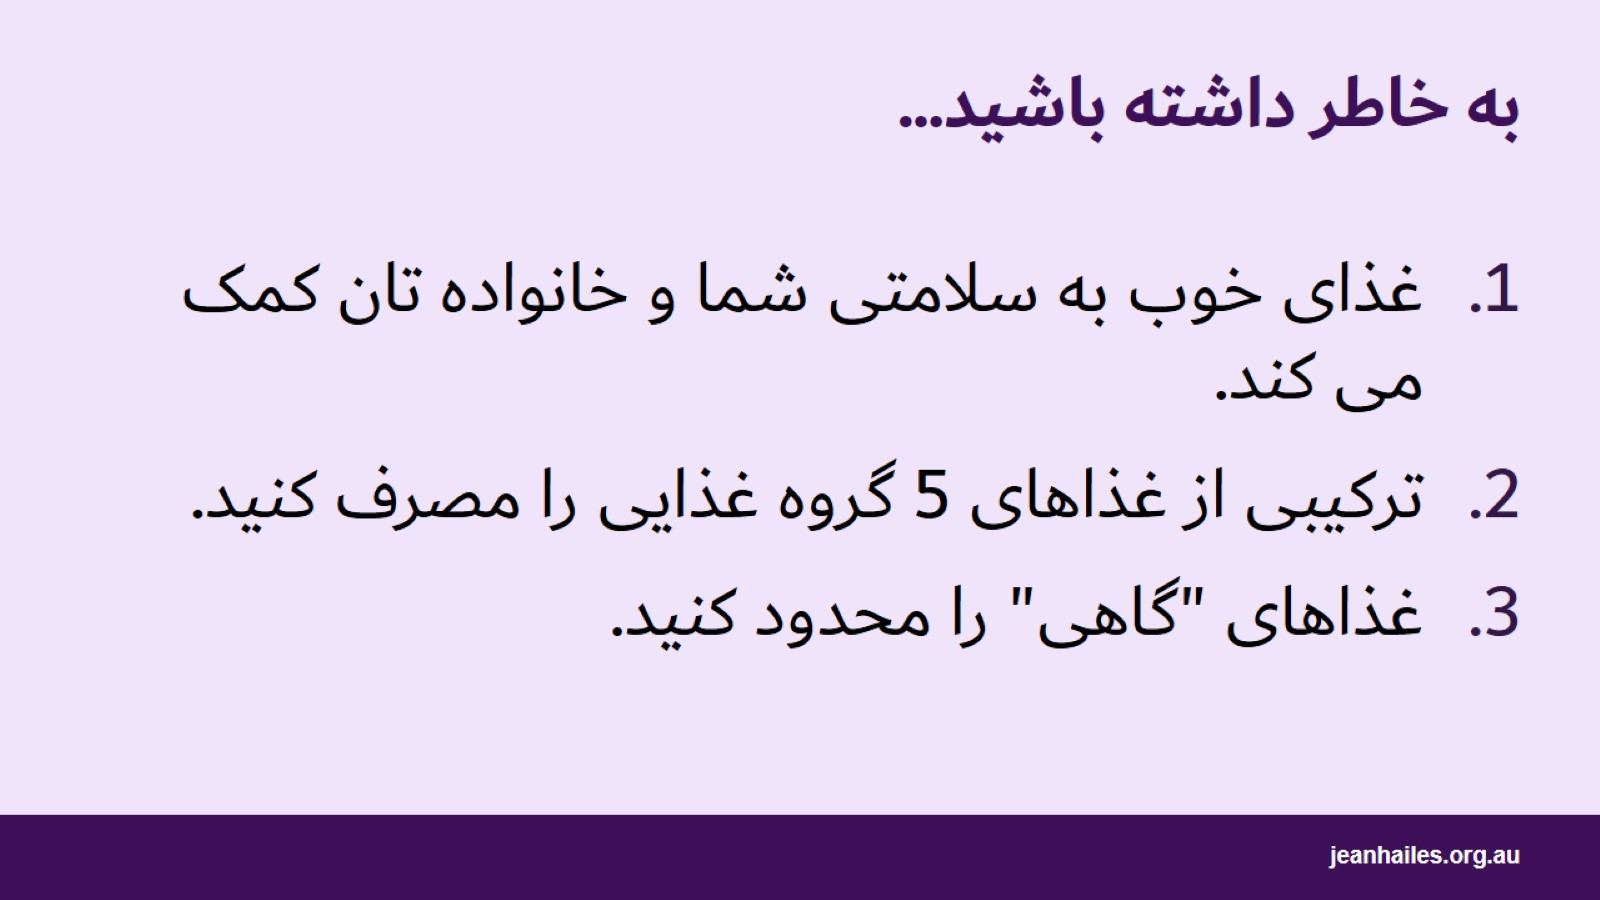 به خاطر داشته باشید...
1. غذای خوب به سلامتی شما و خانواده تان کمک
می کند.
2. ترکیبی از غذاهای 5 گروه غذایی را مصرف کنید.
3. غذاهای "گاهی" را محدود کنید.
jeanhailes.org.au